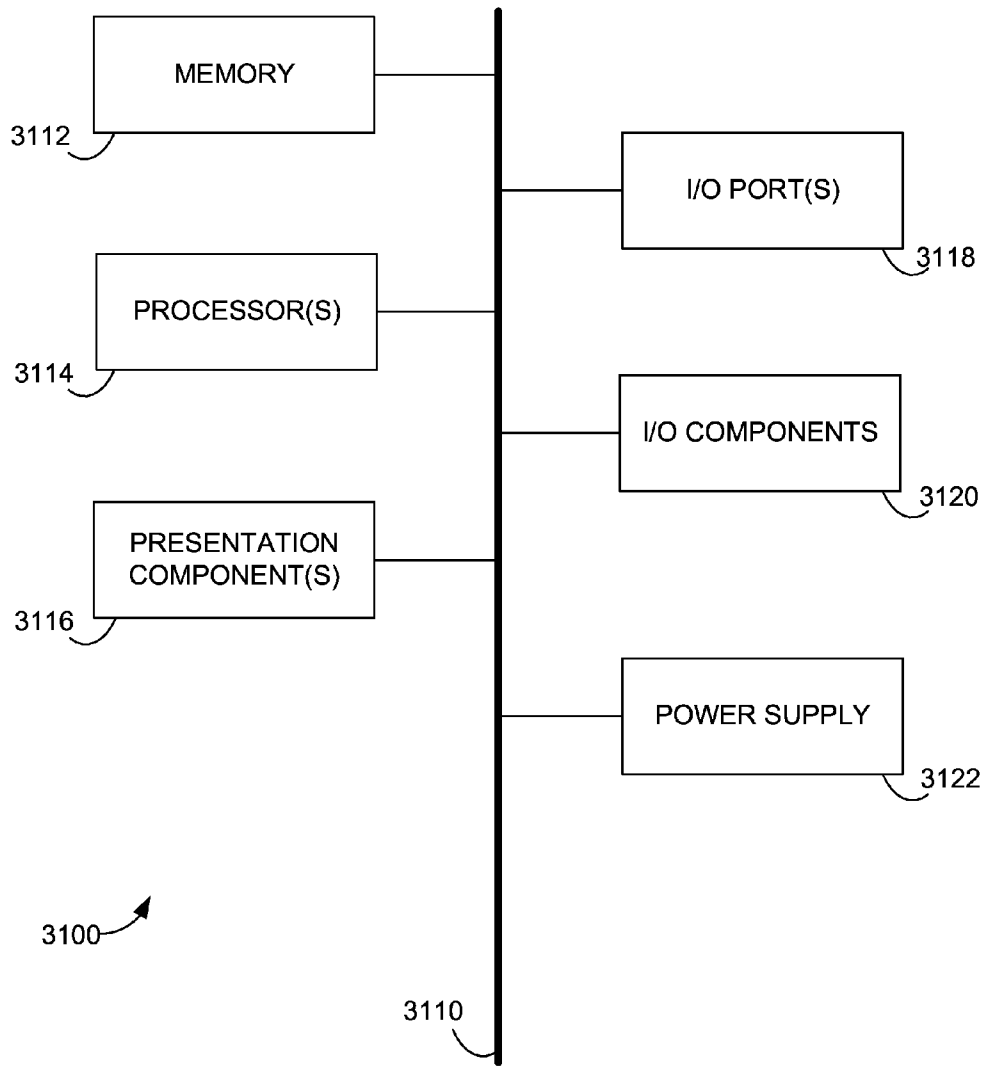 MEMORY
3112
I/O PORT(S)
3118
PROCESSOR(S)
3114
I/O COMPONENTS
3120
PRESENTATION
COMPONENT(S)
3116
POWER SUPPLY
3122
3100
3110